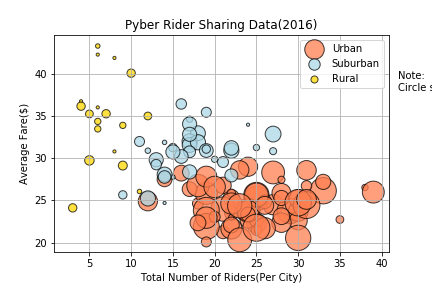 Pyber Rider Sharing Data(2016)
Urban
Suburban
Rural
Note:
Circle s
Average Fare($)
40
35
30
25
20
5
10
15
20
25
30
35
40
Total Number of Riders(Per City)